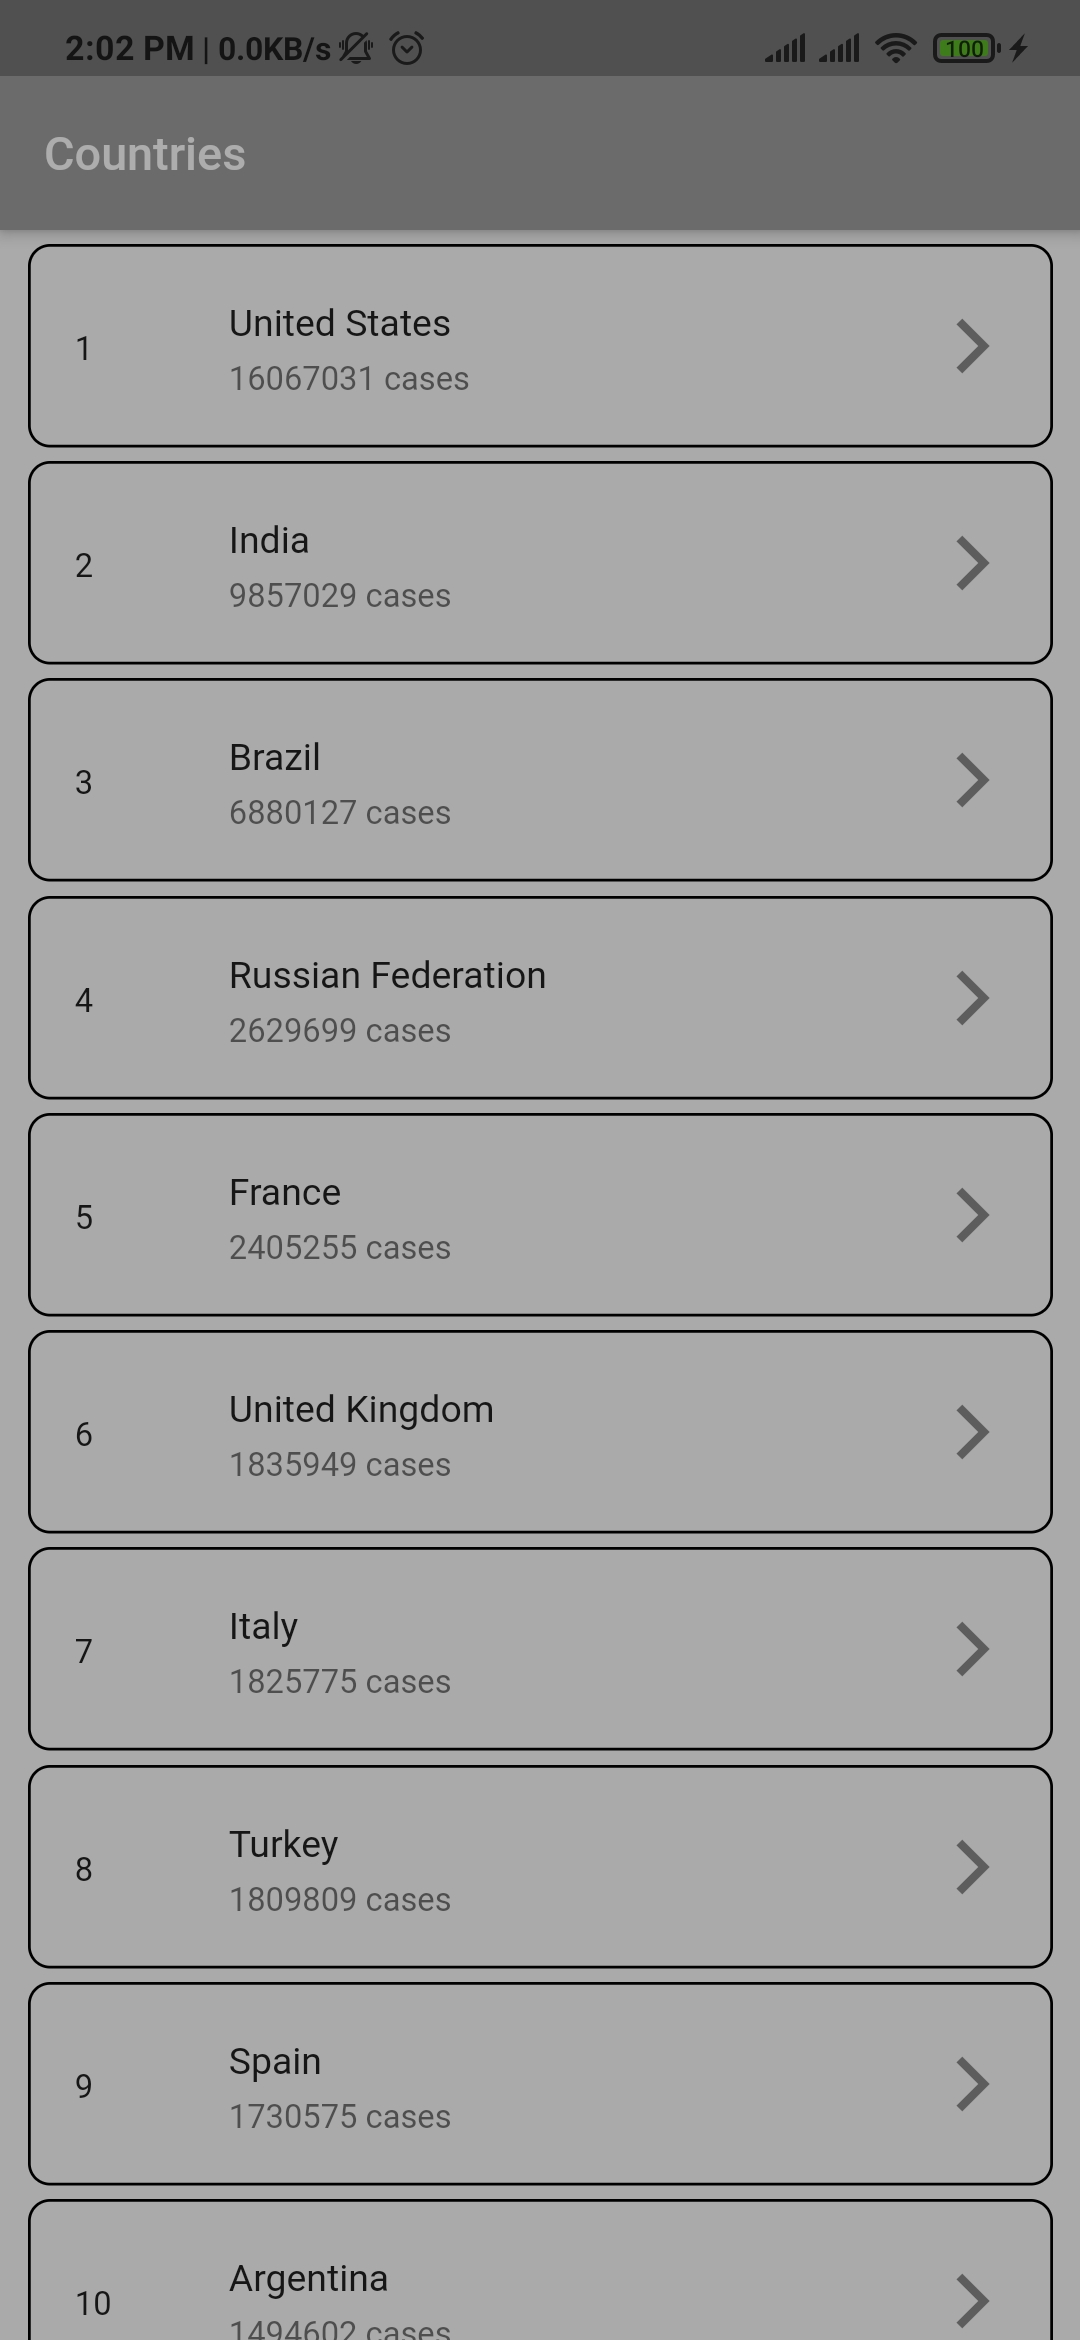 2:02 PM | 0.0KB/s
100
Countries
1
United States
16067031 cases
2
India
9857029 cases
3
Brazil
6880127 cases
4
Russian Federation
2629699 cases
5
France
2405255 cases
6
United Kingdom
1835949 cases
7
Italy
1825775 cases
8
Turkey
1809809 cases
9
Spain
1730575 cases
10
Argentina
1494602 cases